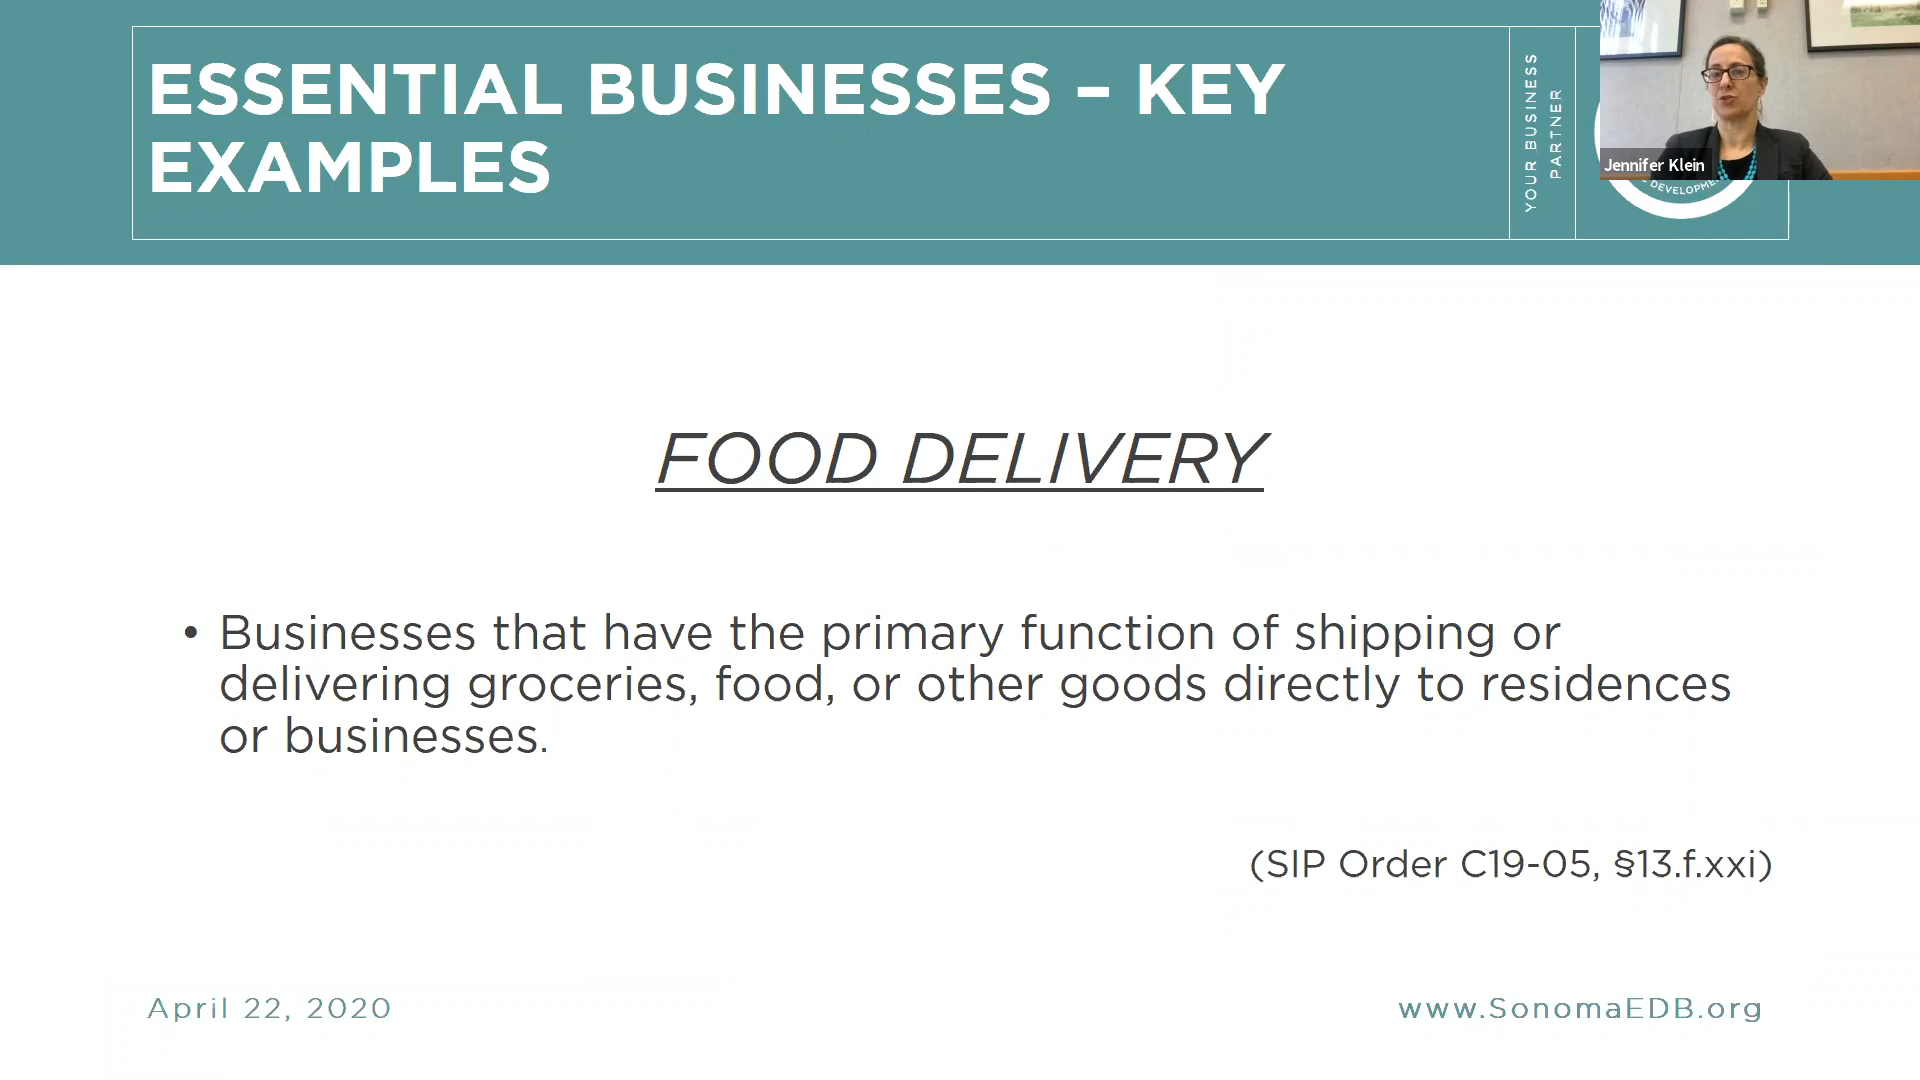 ESSENTIAL BUSINESSES – KEY
EXAMPLES
YOUR BUSINESS
PARTNER
Jennifer Klein
DEVELOPME
FOOD DELIVERY
• Businesses that have the primary function of shipping or
delivering groceries, food, or other goods directly to residences
or businesses.
(SIP Order C19-05, §13.f.xxi)
April 22, 2020
www.SonomaEDB.org